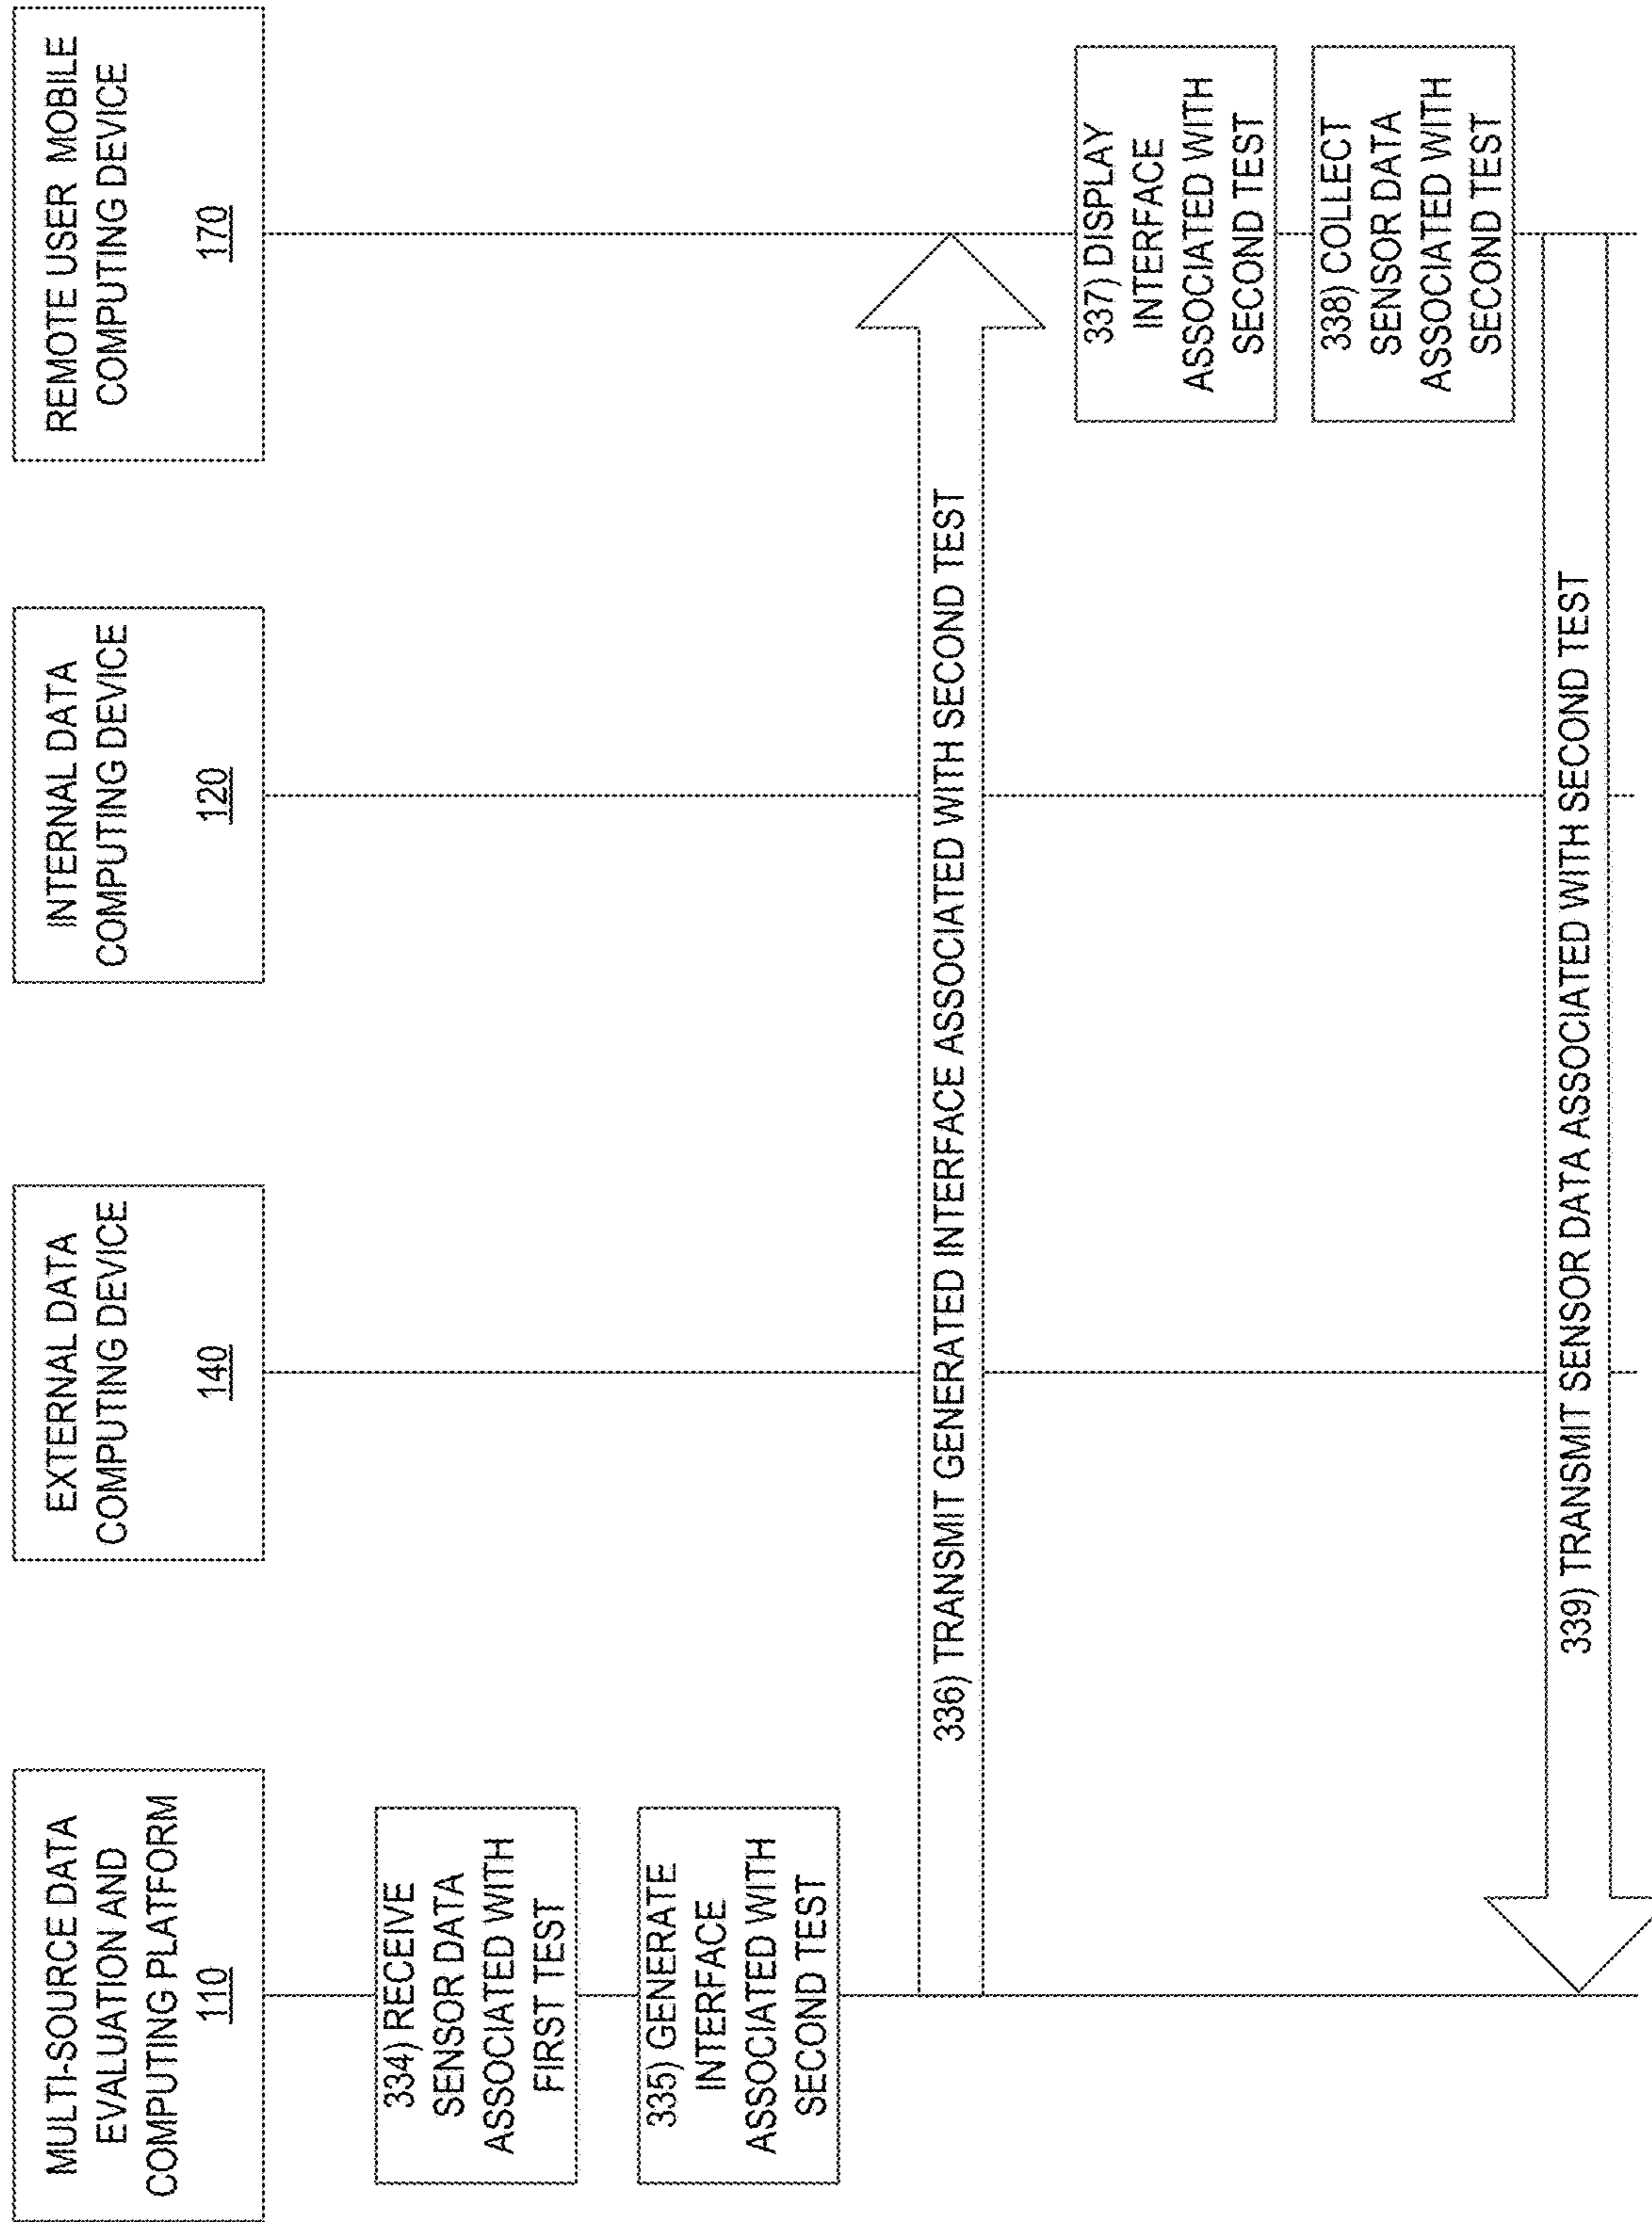 MULTI-SOURCE DATA
EVALUATION AND
COMPUTING PLATFORM
110
EXTERNAL DATA
COMPUTING DEVICE
140
INTERNAL DATA
COMPUTING DEVICE
120
REMOTE USER MOBILE
COMPUTING DEVICE
170
334) RECEIVE
SENSOR DATA
ASSOCIATED WITH
FIRST TEST
335) GENERATE
INTERFACE
ASSOCIATED WITH
SECOND TEST
336) TRANSMIT GENERATED INTERFACE ASSOCIATED WITH SECOND TEST
337) DISPLAY
INTERFACE
ASSOCIATED WITH
SECOND TEST
338) COLLECT
SENSOR DATA
ASSOCIATED WITH
SECOND TEST
339) TRANSMIT SENSOR DATA ASSOCIATED WITH SECOND TEST